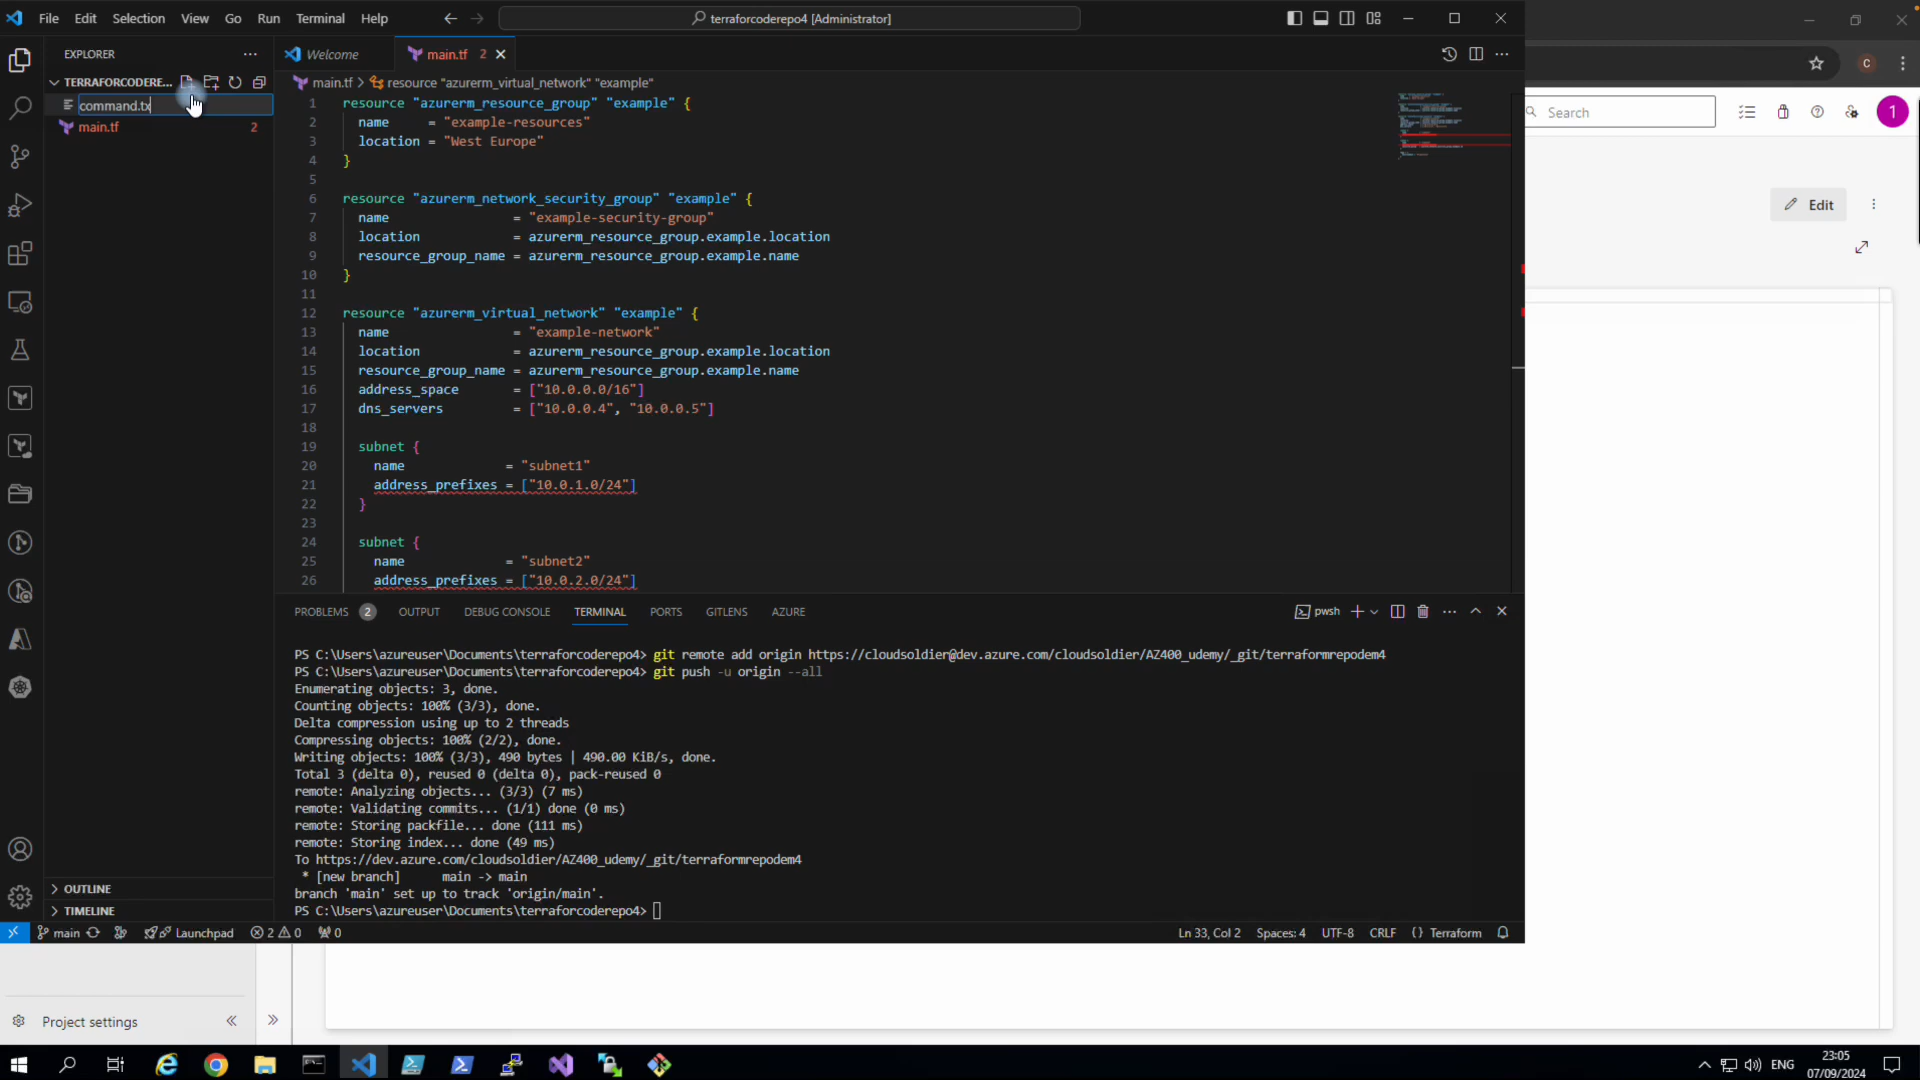 File Edit Selection View Go Run Terminal Help
terraforcoderepo4 [Administrator]
EXPLORER
Welcome
main.tf 2
TERRAFORCODERE...
main.tf > resource "azurerm_virtual_network" "example"
command.tx
main.tf 2
1 resource "azurerm_resource_group" "example" {
2 name = "example-resources"
3 location = "West Europe"
4 }
5
6 resource "azurerm_network_security_group" "example" {
7 name = "example-security-group"
8 location = azurerm_resource_group.example.location
9 resource_group_name = azurerm_resource_group.example.name
10 }
11
12 resource "azurerm_virtual_network" "example" {
13 name = "example-network"
14 location = azurerm_resource_group.example.location
15 resource_group_name = azurerm_resource_group.example.name
16 address_space = ["10.0.0.0/16"]
17 dns_servers = ["10.0.0.4", "10.0.0.5"]
18
19 subnet {
20 name = "subnet1"
21 address_prefixes = ["10.0.1.0/24"]
22 }
23
24 subnet {
25 name = "subnet2"
26 address_prefixes = ["10.0.2.0/24"]
PROBLEMS 2 OUTPUT DEBUG CONSOLE TERMINAL PORTS GITLENS AZURE
pwsh
PS C:\Users\azureuser\Documents\terraforcoderepo4> git remote add origin https://cloudsoldier@dev.azure.com/cloudsoldier/AZ400_udemy/_git/terraformrepodem4
PS C:\Users\azureuser\Documents\terraforcoderepo4> git push -u origin --all
Enumerating objects: 3, done.
Counting objects: 100% (3/3), done.
Delta compression using up to 2 threads
Compressing objects: 100% (2/2), done.
Writing objects: 100% (3/3), 490 bytes | 490.00 KiB/s, done.
Total 3 (delta 0), reused 0 (delta 0), pack-reused 0
remote: Analyzing objects... (3/3) (7 ms)
remote: Validating commits... (1/1) done (0 ms)
remote: Storing packfile... done (111 ms)
remote: Storing index... done (49 ms)
To https://dev.azure.com/cloudsoldier/AZ400_udemy/_git/terraformrepodem4
* [new branch] main -> main
branch 'main' set up to track 'origin/main'.
PS C:\Users\azureuser\Documents\terraforcoderepo4>
OUTLINE
TIMELINE
main Launchpad 2 0 0
Ln 33, Col 2 Spaces: 4 UTF-8 CRLF {} Terraform
C
Search
1
Edit
Project settings
ENG
23:05
07/09/2024